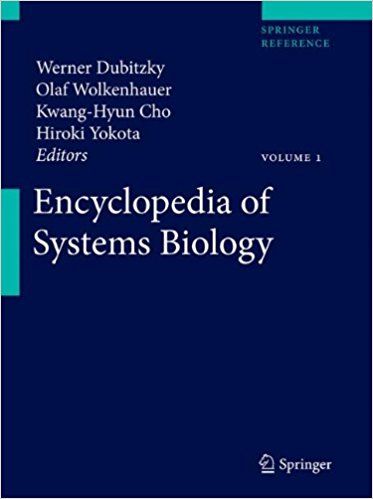 SPRINGER
REFERENCE
Werner Dubitzky
Olaf Wolkenhauer
Kwang-Hyun Cho
Hiroki Yokota
Editors
VOLUME 1
Encyclopedia of
Systems Biology
Springer